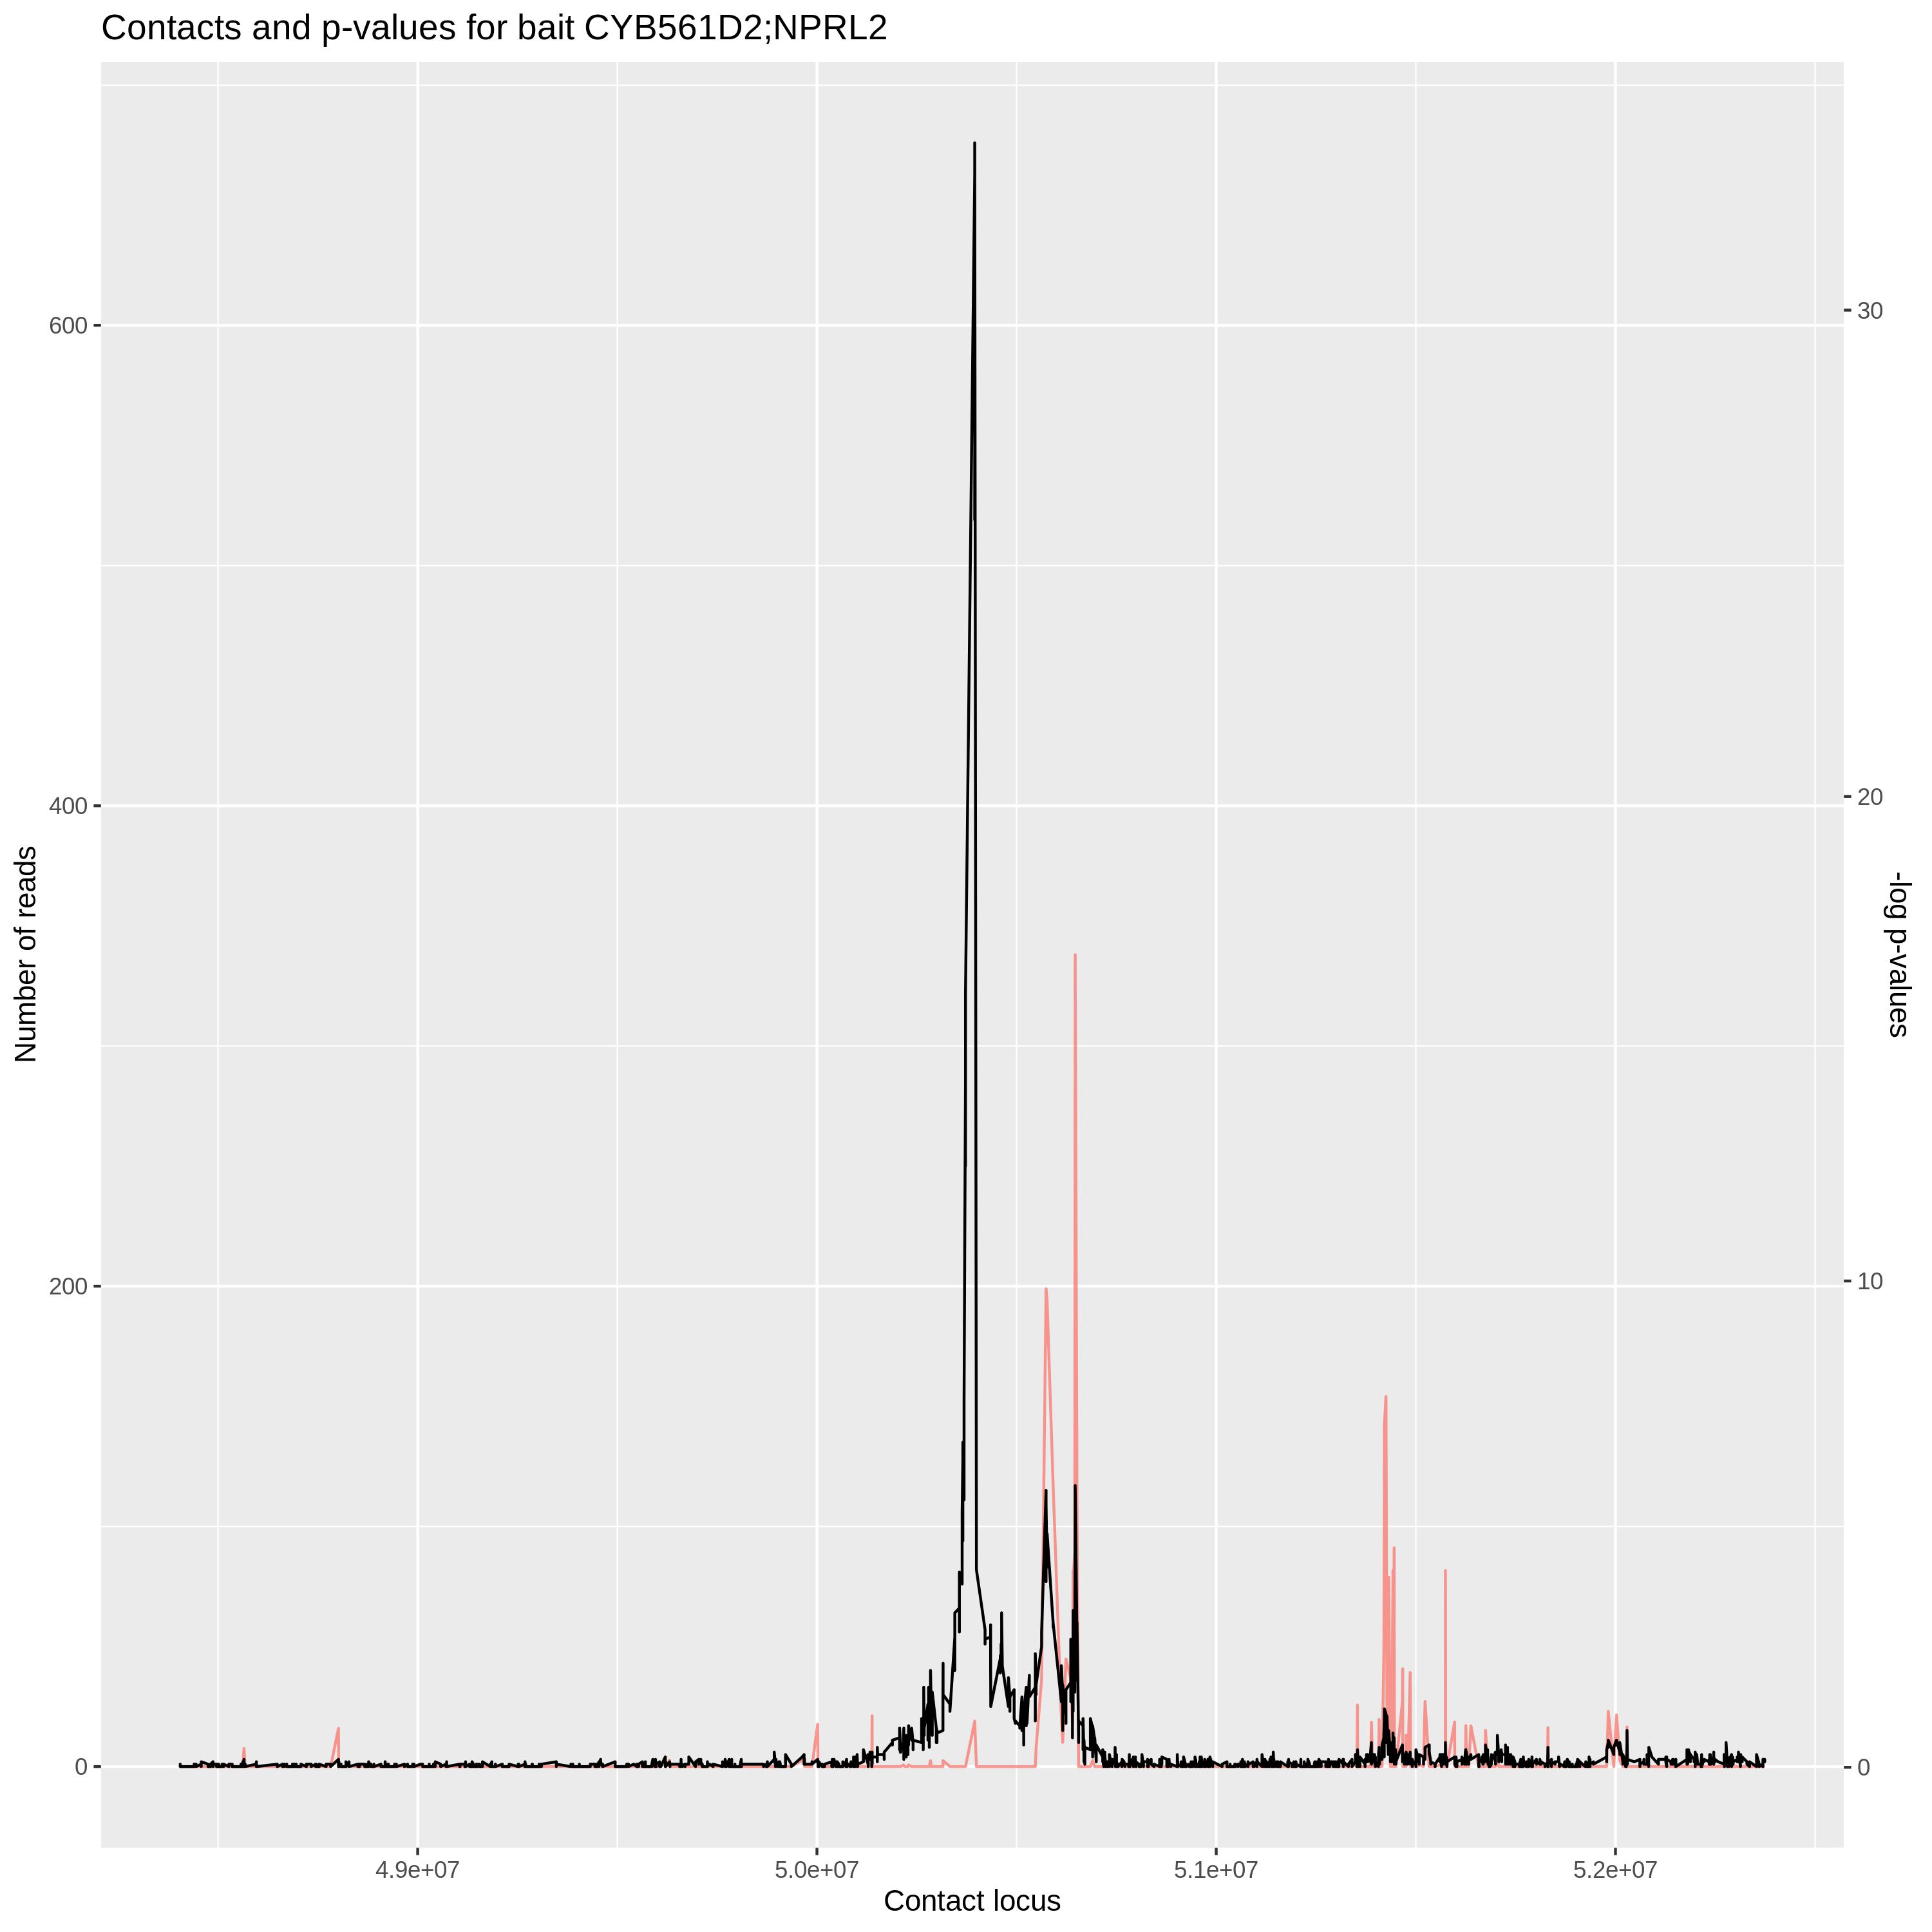 Contacts and p-values for bait CYB561D2;NPRL2
600
400
200
0
Number of reads
30
20
10
0
-log p-values
4.9e+07
5.0e+07
5.1e+07
5.2e+07
Contact locus